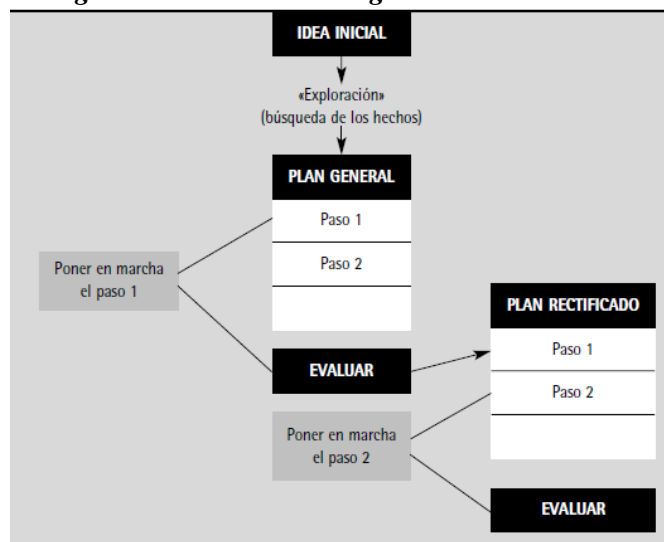 IDEA INICIAL
«Exploración»
(búsqueda de los hechos)
PLAN GENERAL
Paso 1
Paso 2
Poner en marcha
el paso 1
PLAN RECTIFICADO
Paso 1
Paso 2
EVALUAR
Poner en marcha
el paso 2
EVALUAR